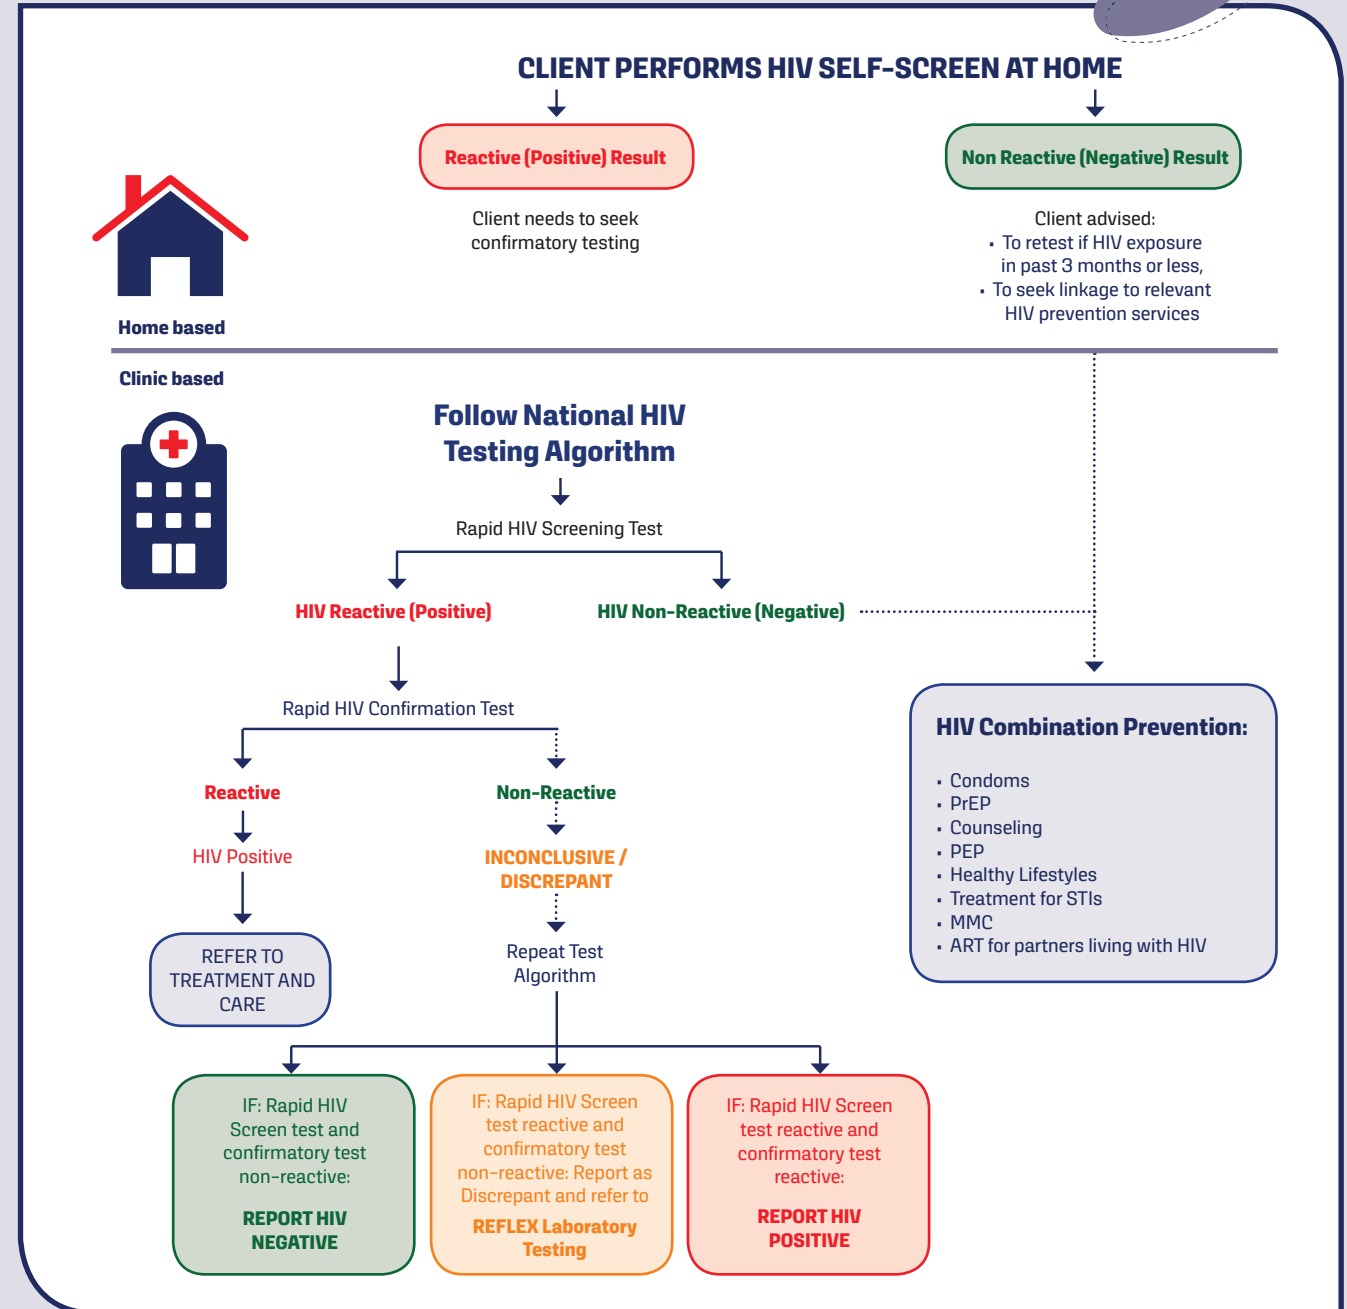 CLIENT PERFORMS HIV SELF-SCREEN AT HOME
Reactive (Positive) Result
Client needs to seek
confirmatory testing
Non Reactive (Negative) Result
Client advised:
• To retest if HIV exposure
in past 3 months or less,
• To seek linkage to relevant
HIV prevention services
Home based
Clinic based
Follow National HIV
Testing Algorithm
Rapid HIV Screening Test
HIV Reactive (Positive)
HIV Non-Reactive (Negative)
Rapid HIV Confirmation Test
Reactive
HIV Positive
REFER TO
TREATMENT AND
CARE
Non-Reactive
INCONCLUSIVE /
DISCREPANT
Repeat Test
Algorithm
HIV Combination Prevention:
• Condoms
• PrEP
• Counseling
• PEP
• Healthy Lifestyles
• Treatment for STIs
• MMC
• ART for partners living with HIV
IF: Rapid HIV
Screen test and
confirmatory test
non-reactive:
REPORT HIV
NEGATIVE
IF: Rapid HIV Screen
test reactive and
confirmatory test
non-reactive: Report as
Discrepant and refer to
REFLEX Laboratory
Testing
IF: Rapid HIV Screen
test reactive and
confirmatory test
reactive:
REPORT HIV
POSITIVE